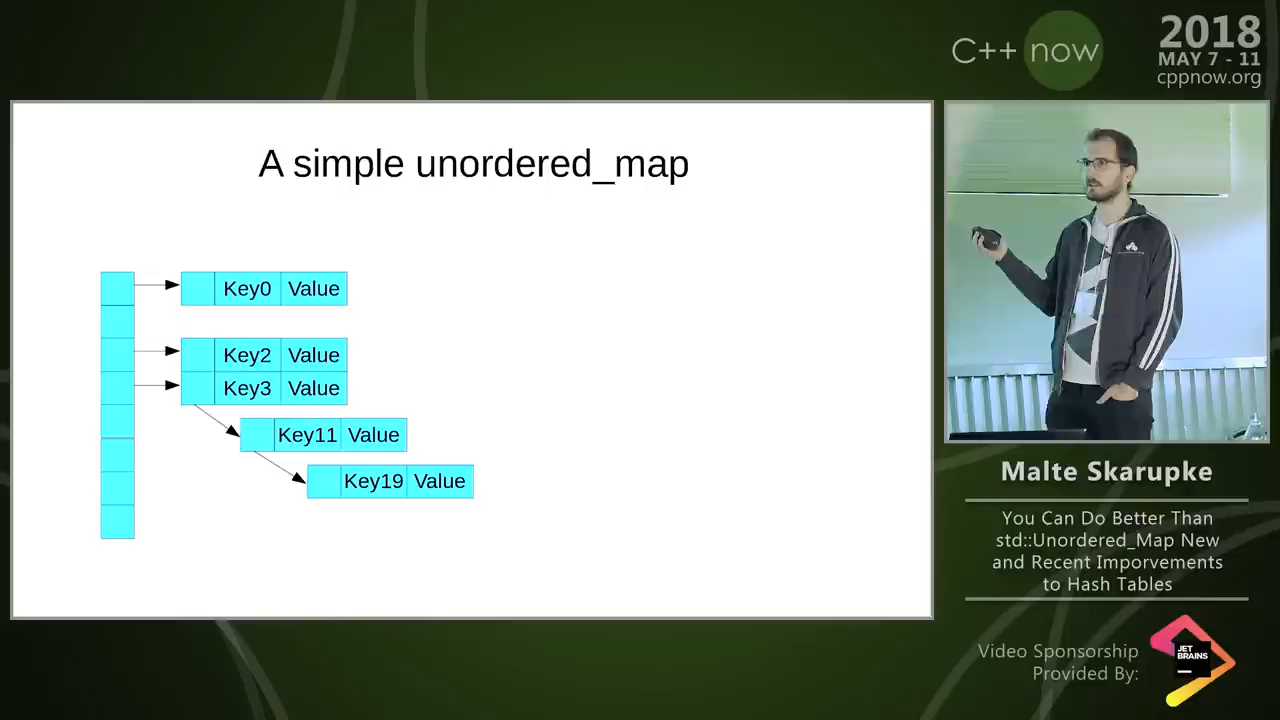 C++ now
2018
MAY 7 - 11
cppnow.org
A simple unordered_map
Key0 Value
Key2 Value
Key3 Value
Key11 Value
Key19 Value
Malte Skarupke
You Can Do Better Than
std::Unordered_Map New
and Recent Imporvements
to Hash Tables
Video Sponsorship
Provided By:
JET
BRAINS